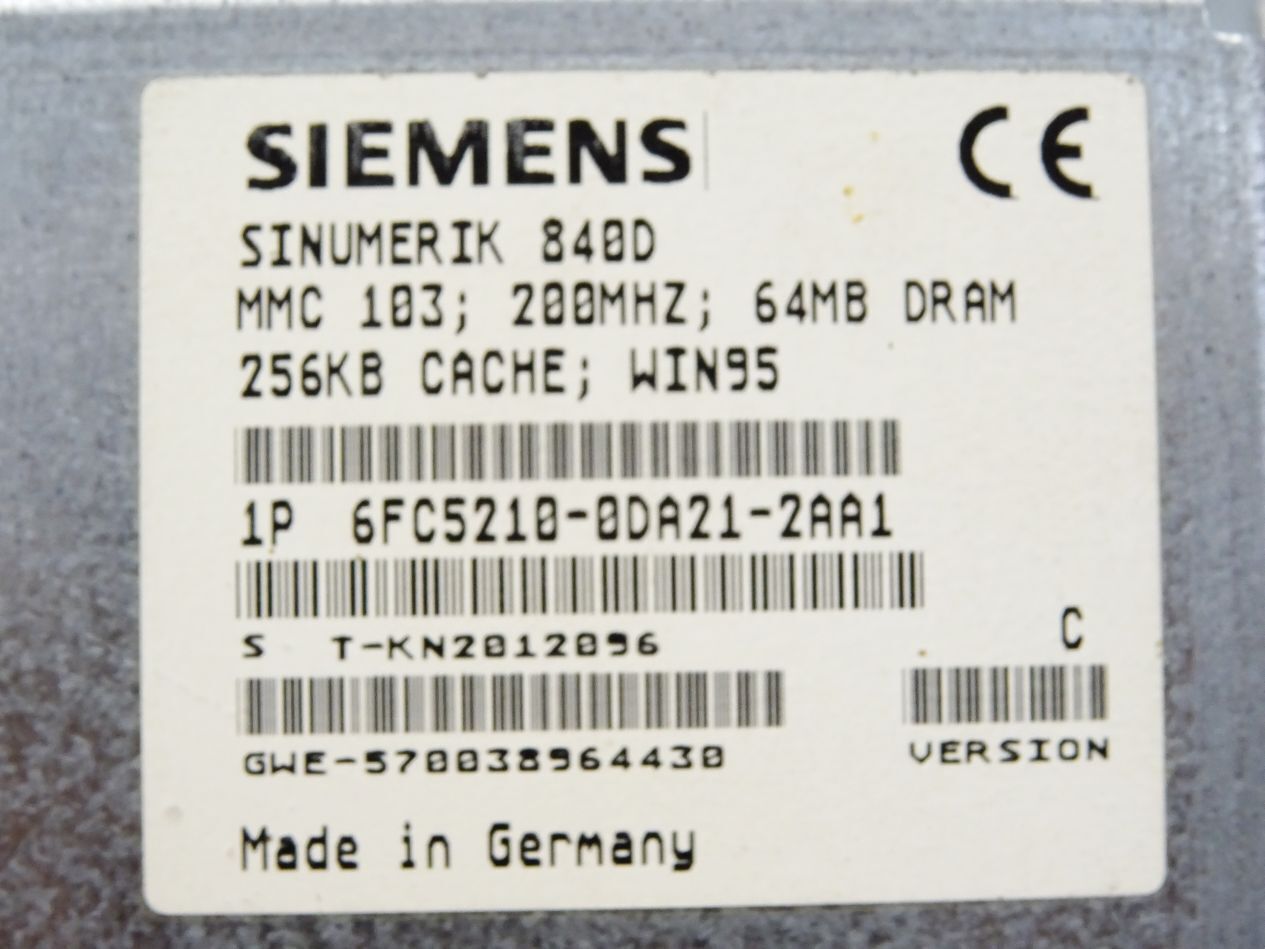 SIEMENS CE
SINUMERIK 840D
MMC 103; 200MHZ; 64MB DRAM
256KB CACHE; WIN95
1P 6FC5210-0DA21-2AA1
S T-KN2012096
C
GWE-570038964430
VERSION
Made in Germany